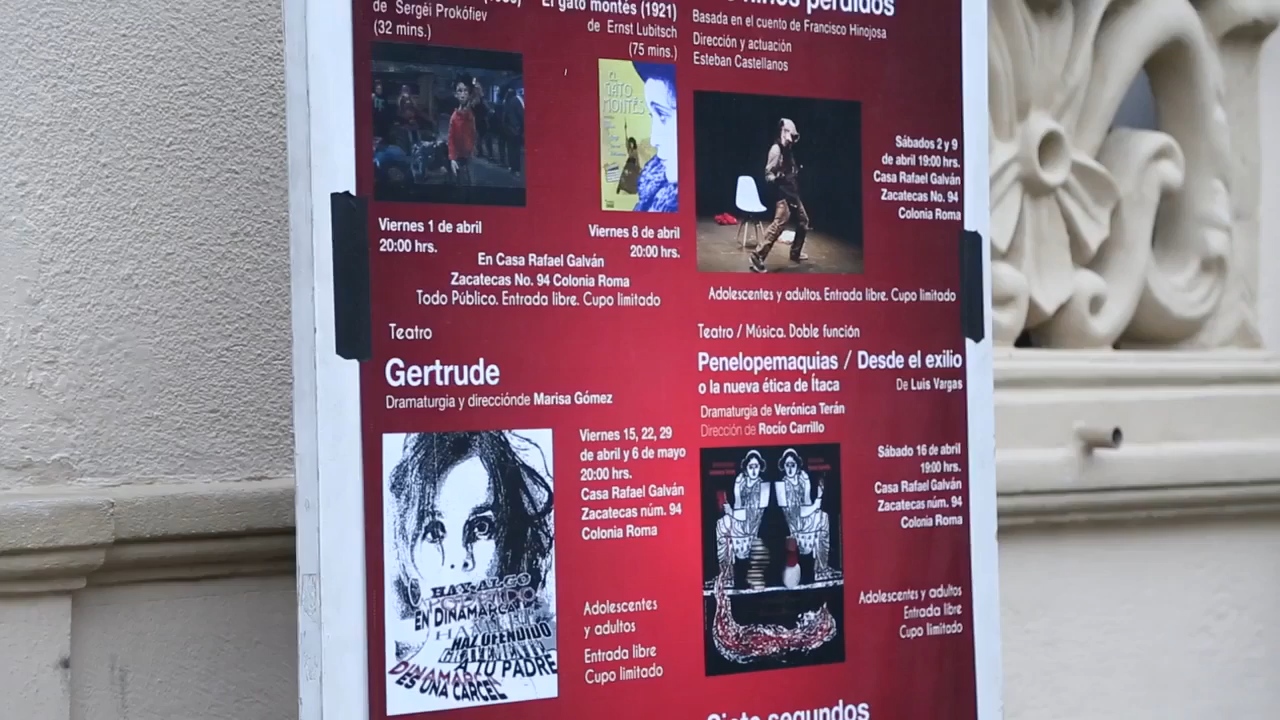 de Sergéi Prokófiev
(32 mins.)
El gato montés (1921)
de Ernst Lubitsch
(75 mins.)
EL
GATO
MONTÉS
Viernes 1 de abril
20:00 hrs.
Viernes 8 de abril
20:00 hrs.
En Casa Rafael Galván
Zacatecas No. 94 Colonia Roma
Todo Público. Entrada libre. Cupo limitado
niños perdidos
Basada en el cuento de Francisco Hinojosa
Dirección y actuación
Esteban Castellanos
Sábados 2 y 9
de abril 19:00 hrs.
Casa Rafael Galván
Zacatecas No. 94
Colonia Roma
Adolescentes y adultos. Entrada libre. Cupo limitado
Teatro
Gertrude
Dramaturgia y direcciónde Marisa Gómez
HAY ALGO
PODRIDO
EN DINAMARCA
HAS OFENDIDO
A TU PADRE
DINAMARCA
ES UNA CÁRCEL
Viernes 15, 22, 29
de abril y 6 de mayo
20:00 hrs.
Casa Rafael Galván
Zacatecas núm. 94
Colonia Roma
Adolescentes
y adultos
Entrada libre
Cupo limitado
Teatro / Música. Doble función
Penelopemaquias / Desde el exilio
o la nueva ética de Ítaca
De Luis Vargas
Dramaturgia de Verónica Terán
Dirección de Rocío Carrillo
Sábado 16 de abril
19:00 hrs.
Casa Rafael Galván
Zacatecas núm. 94
Colonia Roma
Adolescentes y adultos
Entrada libre
Cupo limitado
Siete segundos